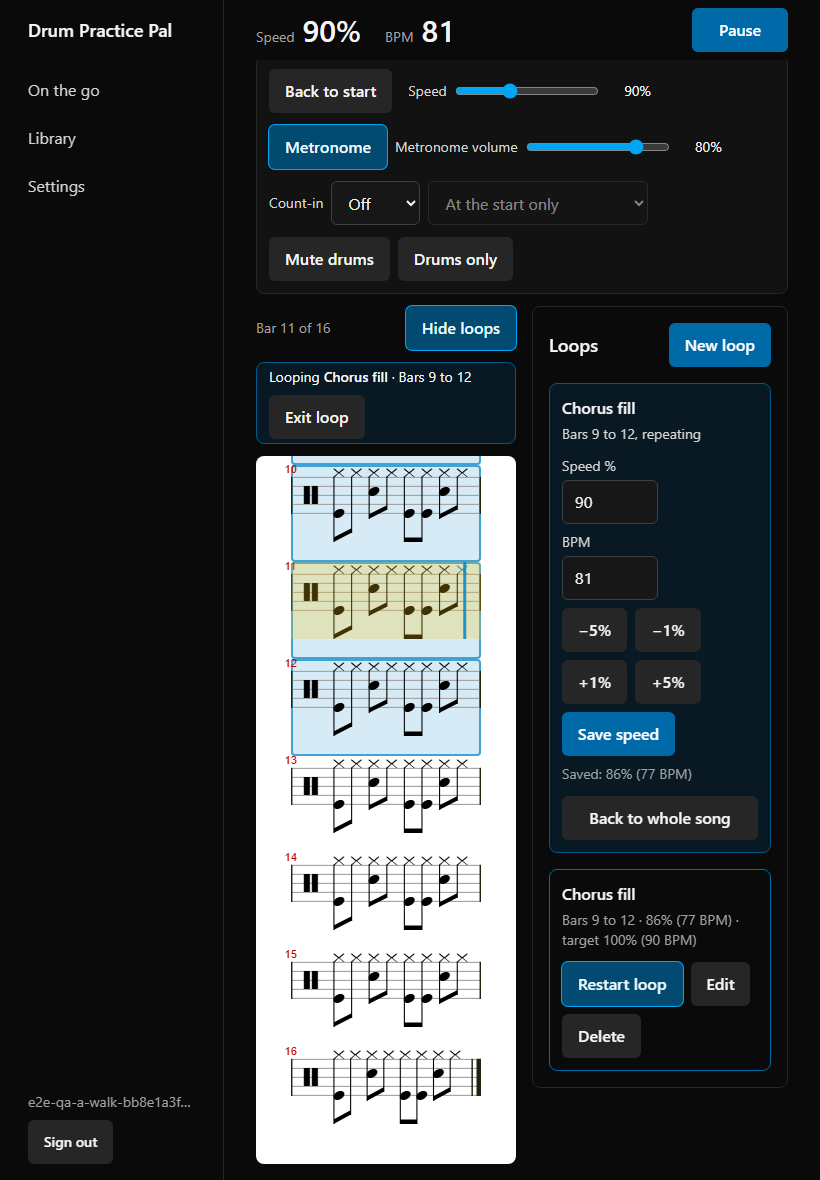 Drum Practice Pal
On the go
Library
Settings
e2e-qa-a-walk-bb8e1a3f...
Sign out
Speed 90% BPM 81
Pause
Back to start Speed 90%
Metronome Metronome volume 80%
Count-in Off At the start only
Mute drums Drums only
Bar 11 of 16 Hide loops
Looping Chorus fill · Bars 9 to 12
Exit loop
10
11
12
13
14
15
16
Loops New loop
Chorus fill
Bars 9 to 12, repeating
Speed %
90
BPM
81
−5% −1%
+1% +5%
Save speed
Saved: 86% (77 BPM)
Back to whole song
Chorus fill
Bars 9 to 12 · 86% (77 BPM) ·
target 100% (90 BPM)
Restart loop Edit
Delete